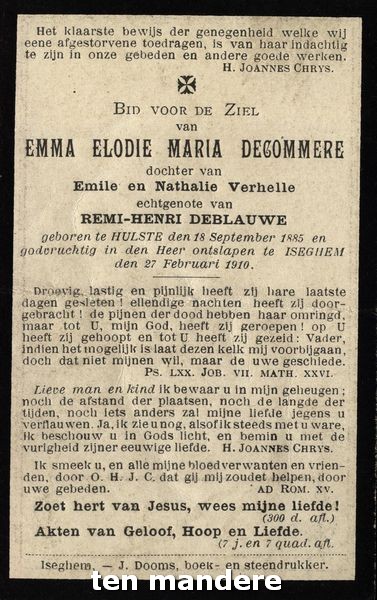 Het klaarste bewijs der genegenheid welke wij
eene afgestorvene toedragen, is van haar indachtig
te zijn in onze gebeden en andere goede werken.
H. JOANNES CHRYS.
BID VOOR DE ZIEL
van
EMMA ELODIE MARIA DECOMMERE
dochter van
Emile en Nathalie Verhelle
echtgenote van
REMI-HENRI DEBLAUWE
geboren te HULSTE den 18 September 1885 en
godvruchtig in den Heer ontslapen te ISEGHEM
den 27 Februari 1910.
Droevig, lastig en pijnlijk heeft zij hare laatste
dagen gesleten! ellendige nachten heeft zij door-
gebracht! de pijnen der dood hebben haar omringd,
maar tot U, mijn God, heeft zij geroepen! op U
heeft zij gehoopt en tot U heeft zij gezeid: Vader,
indien het mogelijk is laat dezen kelk mij voorbijgaan,
doch dat niet mijnen wil, maar de uwe geschiede.
PS. LXX. JOB. VII. MATH. XXVI.
Lieve man en kind ik bewaar u in mijn geheugen;
noch de afstand der plaatsen, noch de langde der
tijden, noch iets anders zal mijne liefde jegens u
verflauwen. Ja, ik zie u nog, alsof ik steeds met u ware,
ik beschouw u in Gods licht, en bemin u met de
vurigheid zijner eeuwige liefde. H. JOANNES CHRYS.
Ik smeek u, en alle mijne bloedverwanten en vrien-
den, door O. H. J. C. dat gij mij zoudet helpen, door
uwe gebeden. AD ROM. XV.
Zoet hert van Jesus, wees mijne liefde!
(300 d. afl.)
Akten van Geloof, Hoop en Liefde.
(7 j. en 7 quad. afl.
Iseghem, — J. Dooms, boek- en steendrukker.
ten mandere